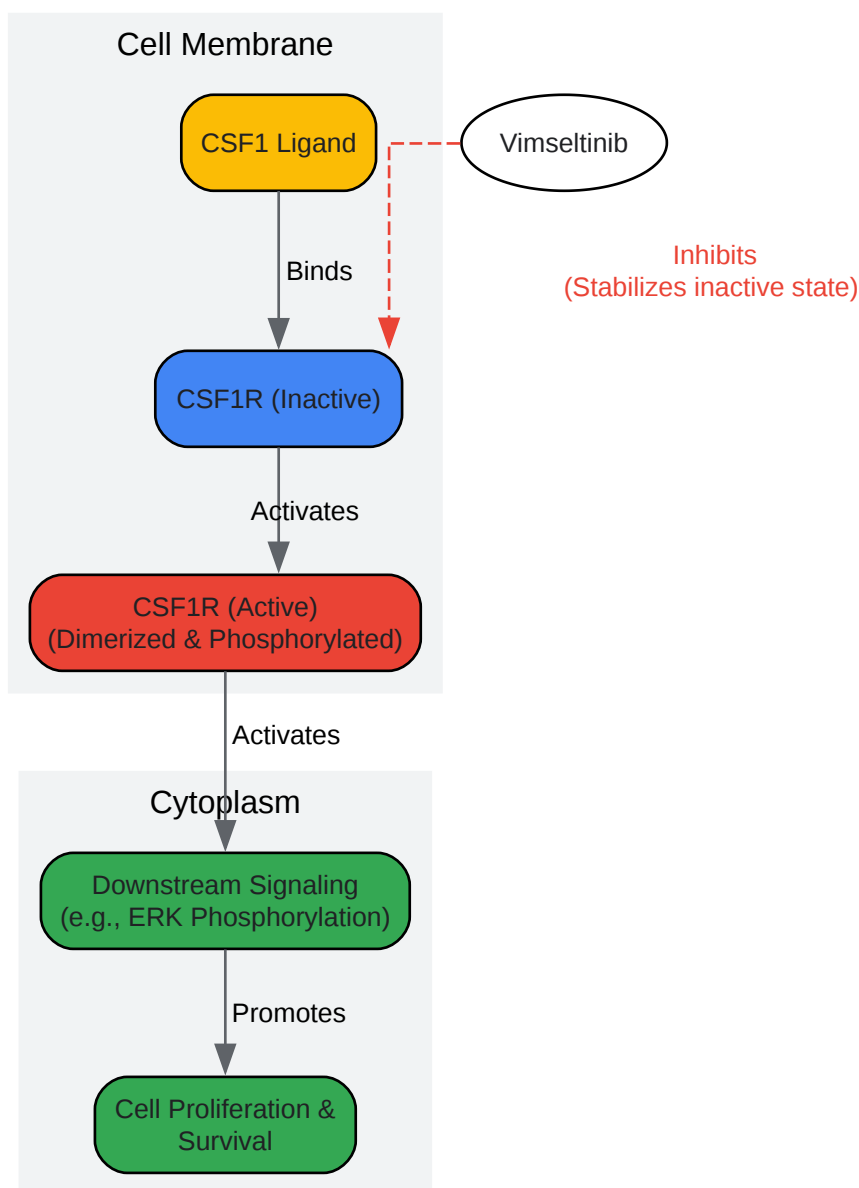 Cell Membrane
CSF1 Ligand
Vimseltinib
Binds
Inhibits
(Stabilizes inactive state)
CSF1R (Inactive)
Activates
CSF1R (Active)
(Dimerized & Phosphorylated)
Activates
Cytoplasm
Downstream Signaling
(e.g., ERK Phosphorylation)
Promotes
Cell Proliferation &
Survival